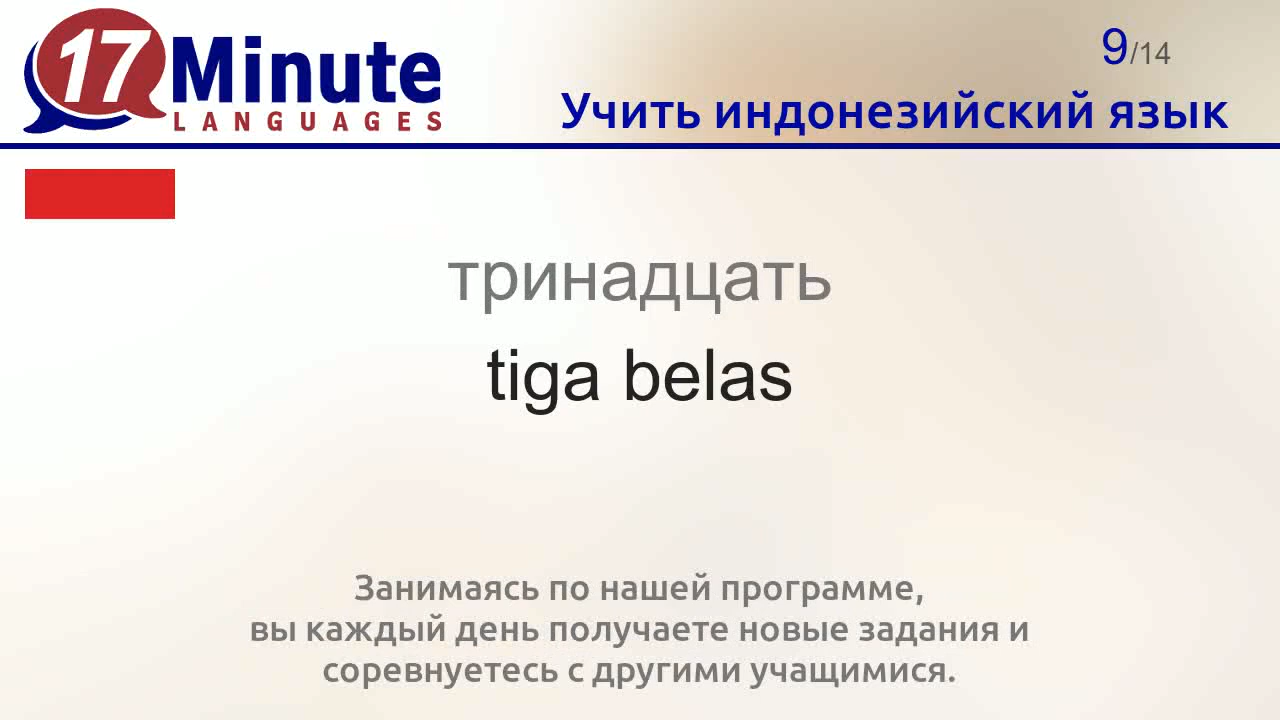 17 Minute
LANGUAGES
9/14
Учить индонезийский язык
тринадцать
tiga belas
Занимаясь по нашей программе,
вы каждый день получаете новые задания и
соревнуетесь с другими учащимися.